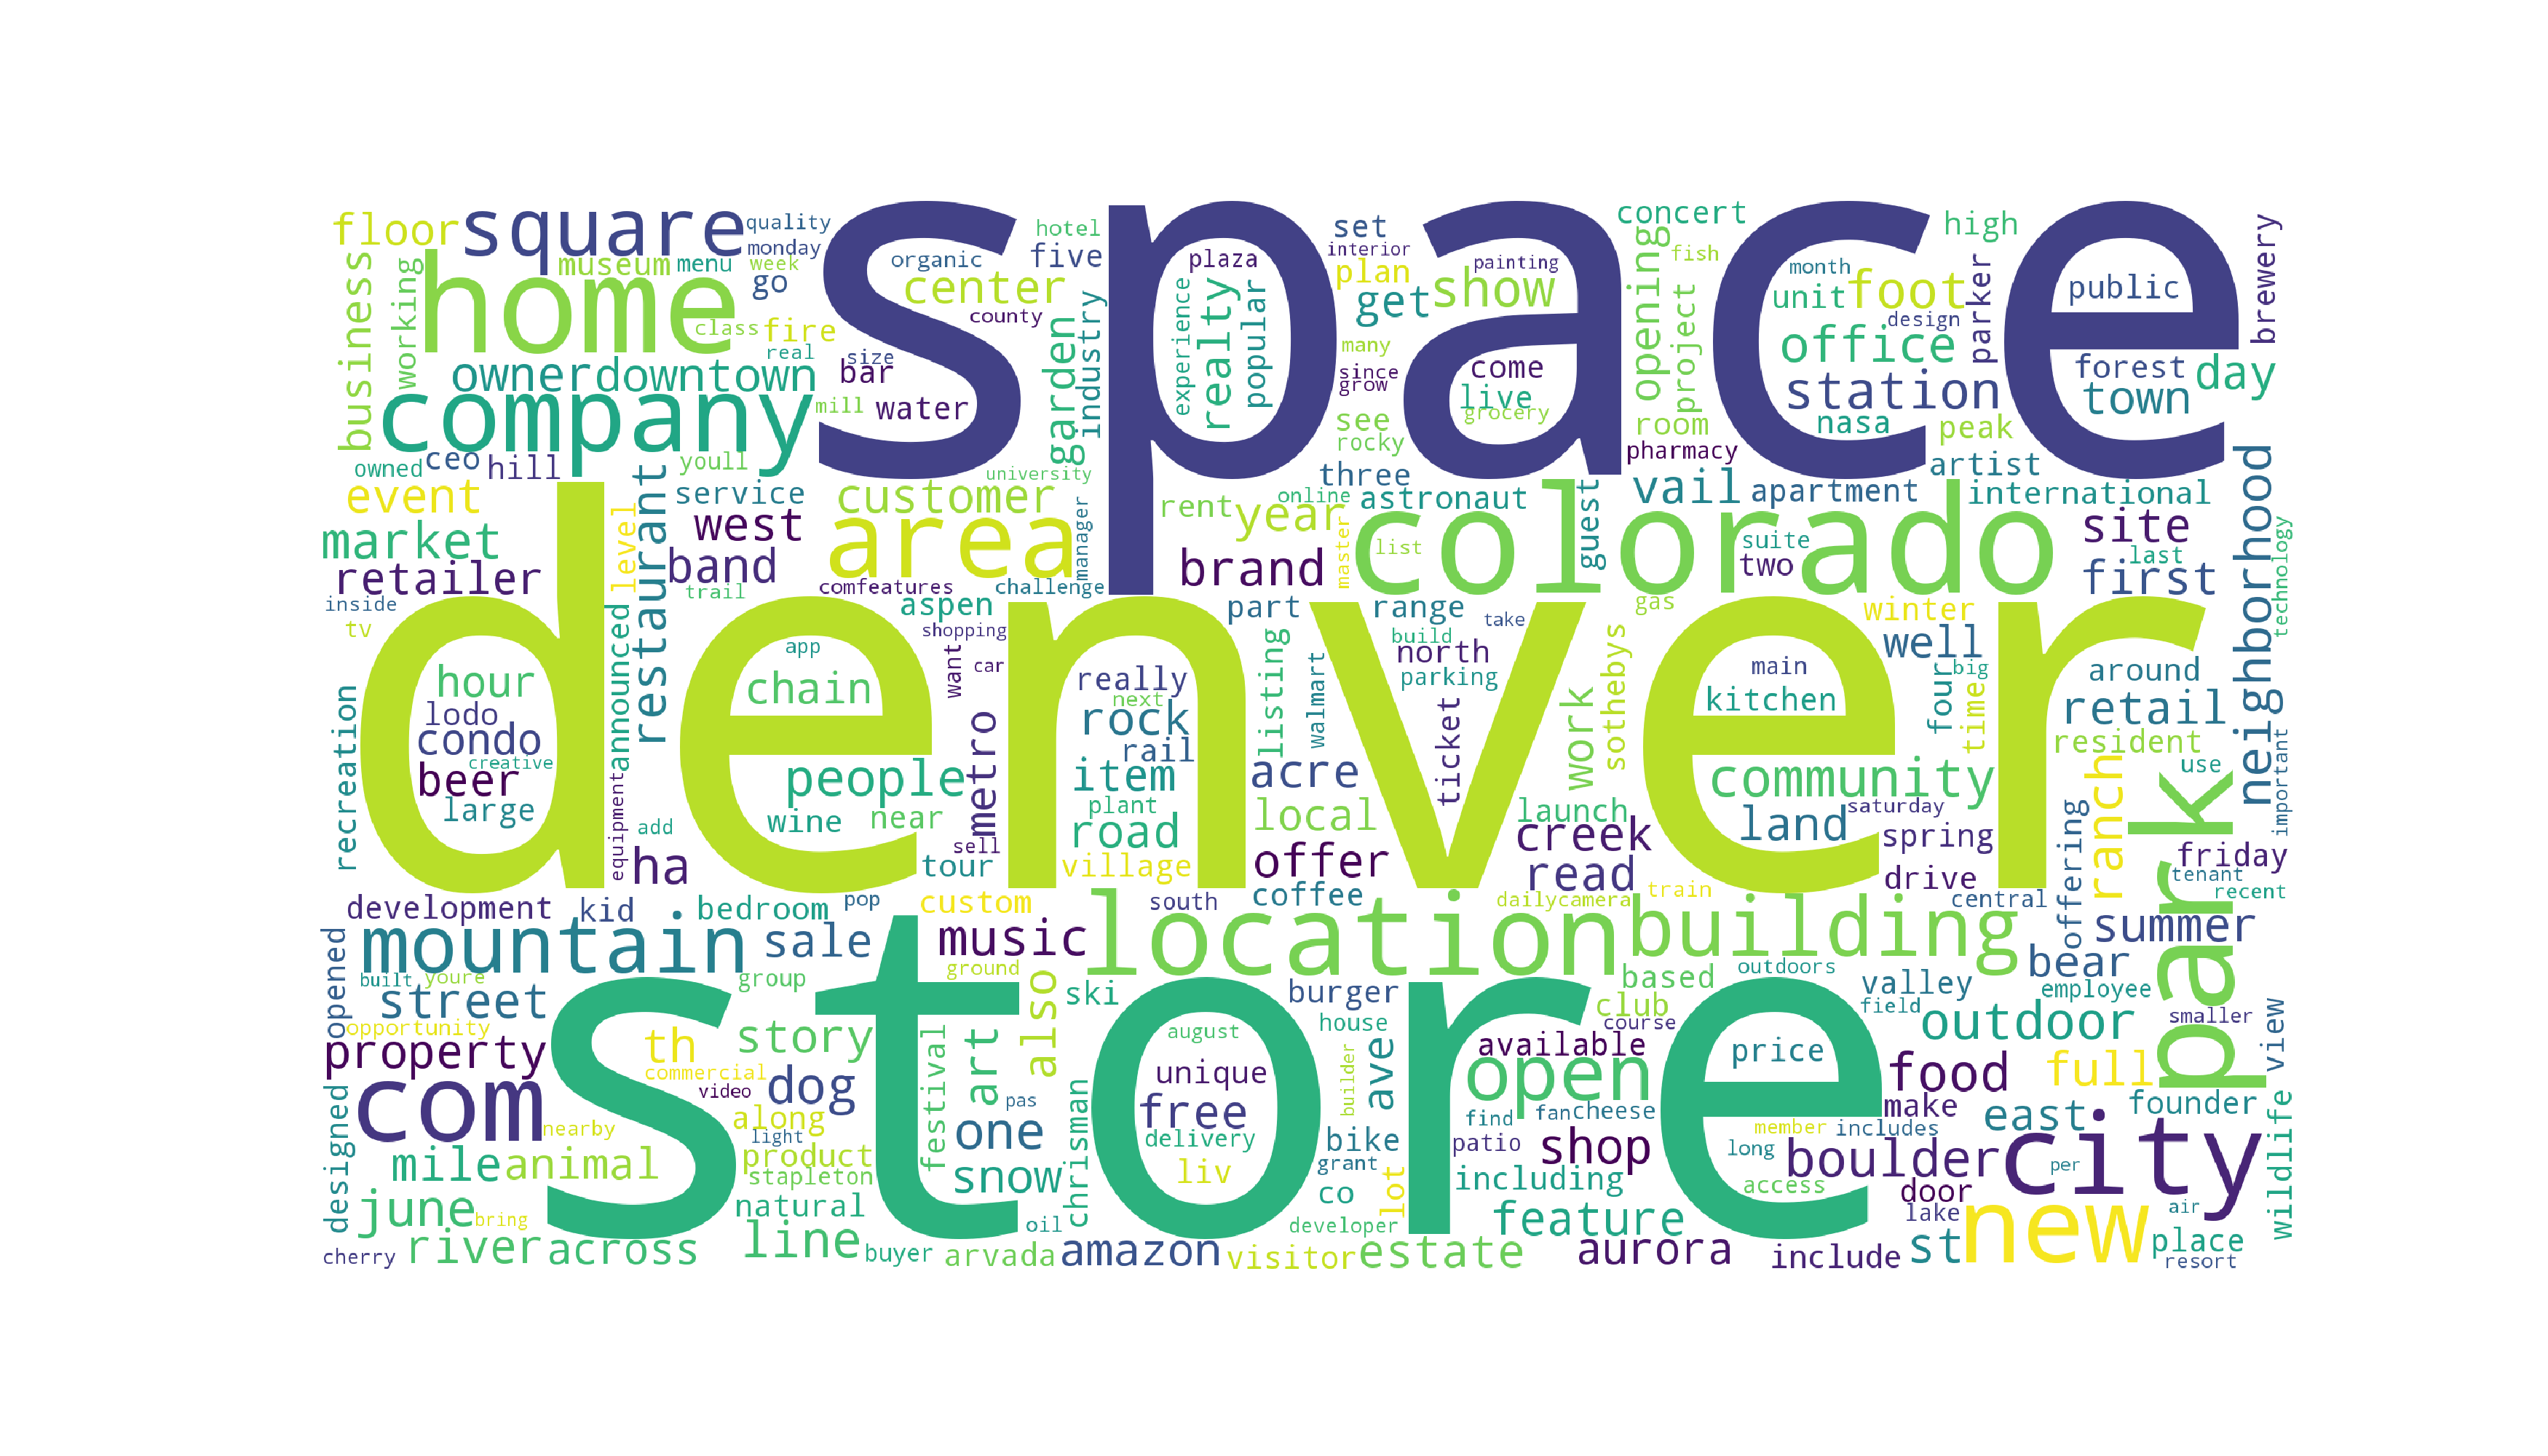 space
denver
store
colorado
park
home
company
area
location
building
mountain
com
city
new
square
floor
quality
monday
museum
menu
week
go
business
working
class
fire
real
size
owner
downtown
bar
mill
water
owned
ceo
hill
youll
organic
center
county
hotel
five
industry
garden
university
plaza
experience
realty
popular
set
interior
plan
get
show
painting
many
since
grow
come
live
grocery
see
rocky
three
concert
fish
opening
project
room
pharmacy
month
unit
foot
design
office
station
nasa
peak
parker
high
public
forest
town
day
brewery
artist
international
event
market
retailer
inside
tv
level
announced
restaurant
service
west
band
trail
customer
comfeatures
aspen
challenge
manager
shopping
rent
year
online
brand
astronaut
master
list
guest
vail
apartment
suite
two
site
last
first
neighborhood
technology
part
range
take
build
north
parking
gas
winter
well
around
hour
lodo
condo
creative
beer
large
recreation
equipment
add
ha
app
chain
people
wine
near
want
car
metro
sell
tour
really
next
rock
rail
item
plant
road
village
listing
walmart
acre
local
offer
coffee
ticket
work
sothebys
launch
creek
read
dailycamera
train
main
kitchen
community
land
saturday
spring
drive
central
four
big
time
retail
resident
use
ranch
offering
important
friday
tenant
recent
summer
bear
development
kid
bedroom
pop
sale
custom
music
south
ground
ski
also
opened
built
youre
street
opportunity
property
designed
group
story
th
commercial
video
dog
along
nearby
light
product
stapleton
natural
mile
animal
june
bring
river
across
cherry
line
buyer
festival
art
pas
one
snow
oil
arvada
chrisman
amazon
august
unique
free
delivery
liv
visitor
burger
house
builder
ave
bike
grant
co
lot
developer
estate
based
club
course
available
open
find
fan
cheese
patio
shop
including
feature
aurora
outdoors
price
member
includes
long
boulder
access
include
valley
field
employee
outdoor
food
make
full
east
founder
smaller
view
wildlife
per
door
lake
st
air
place
resort